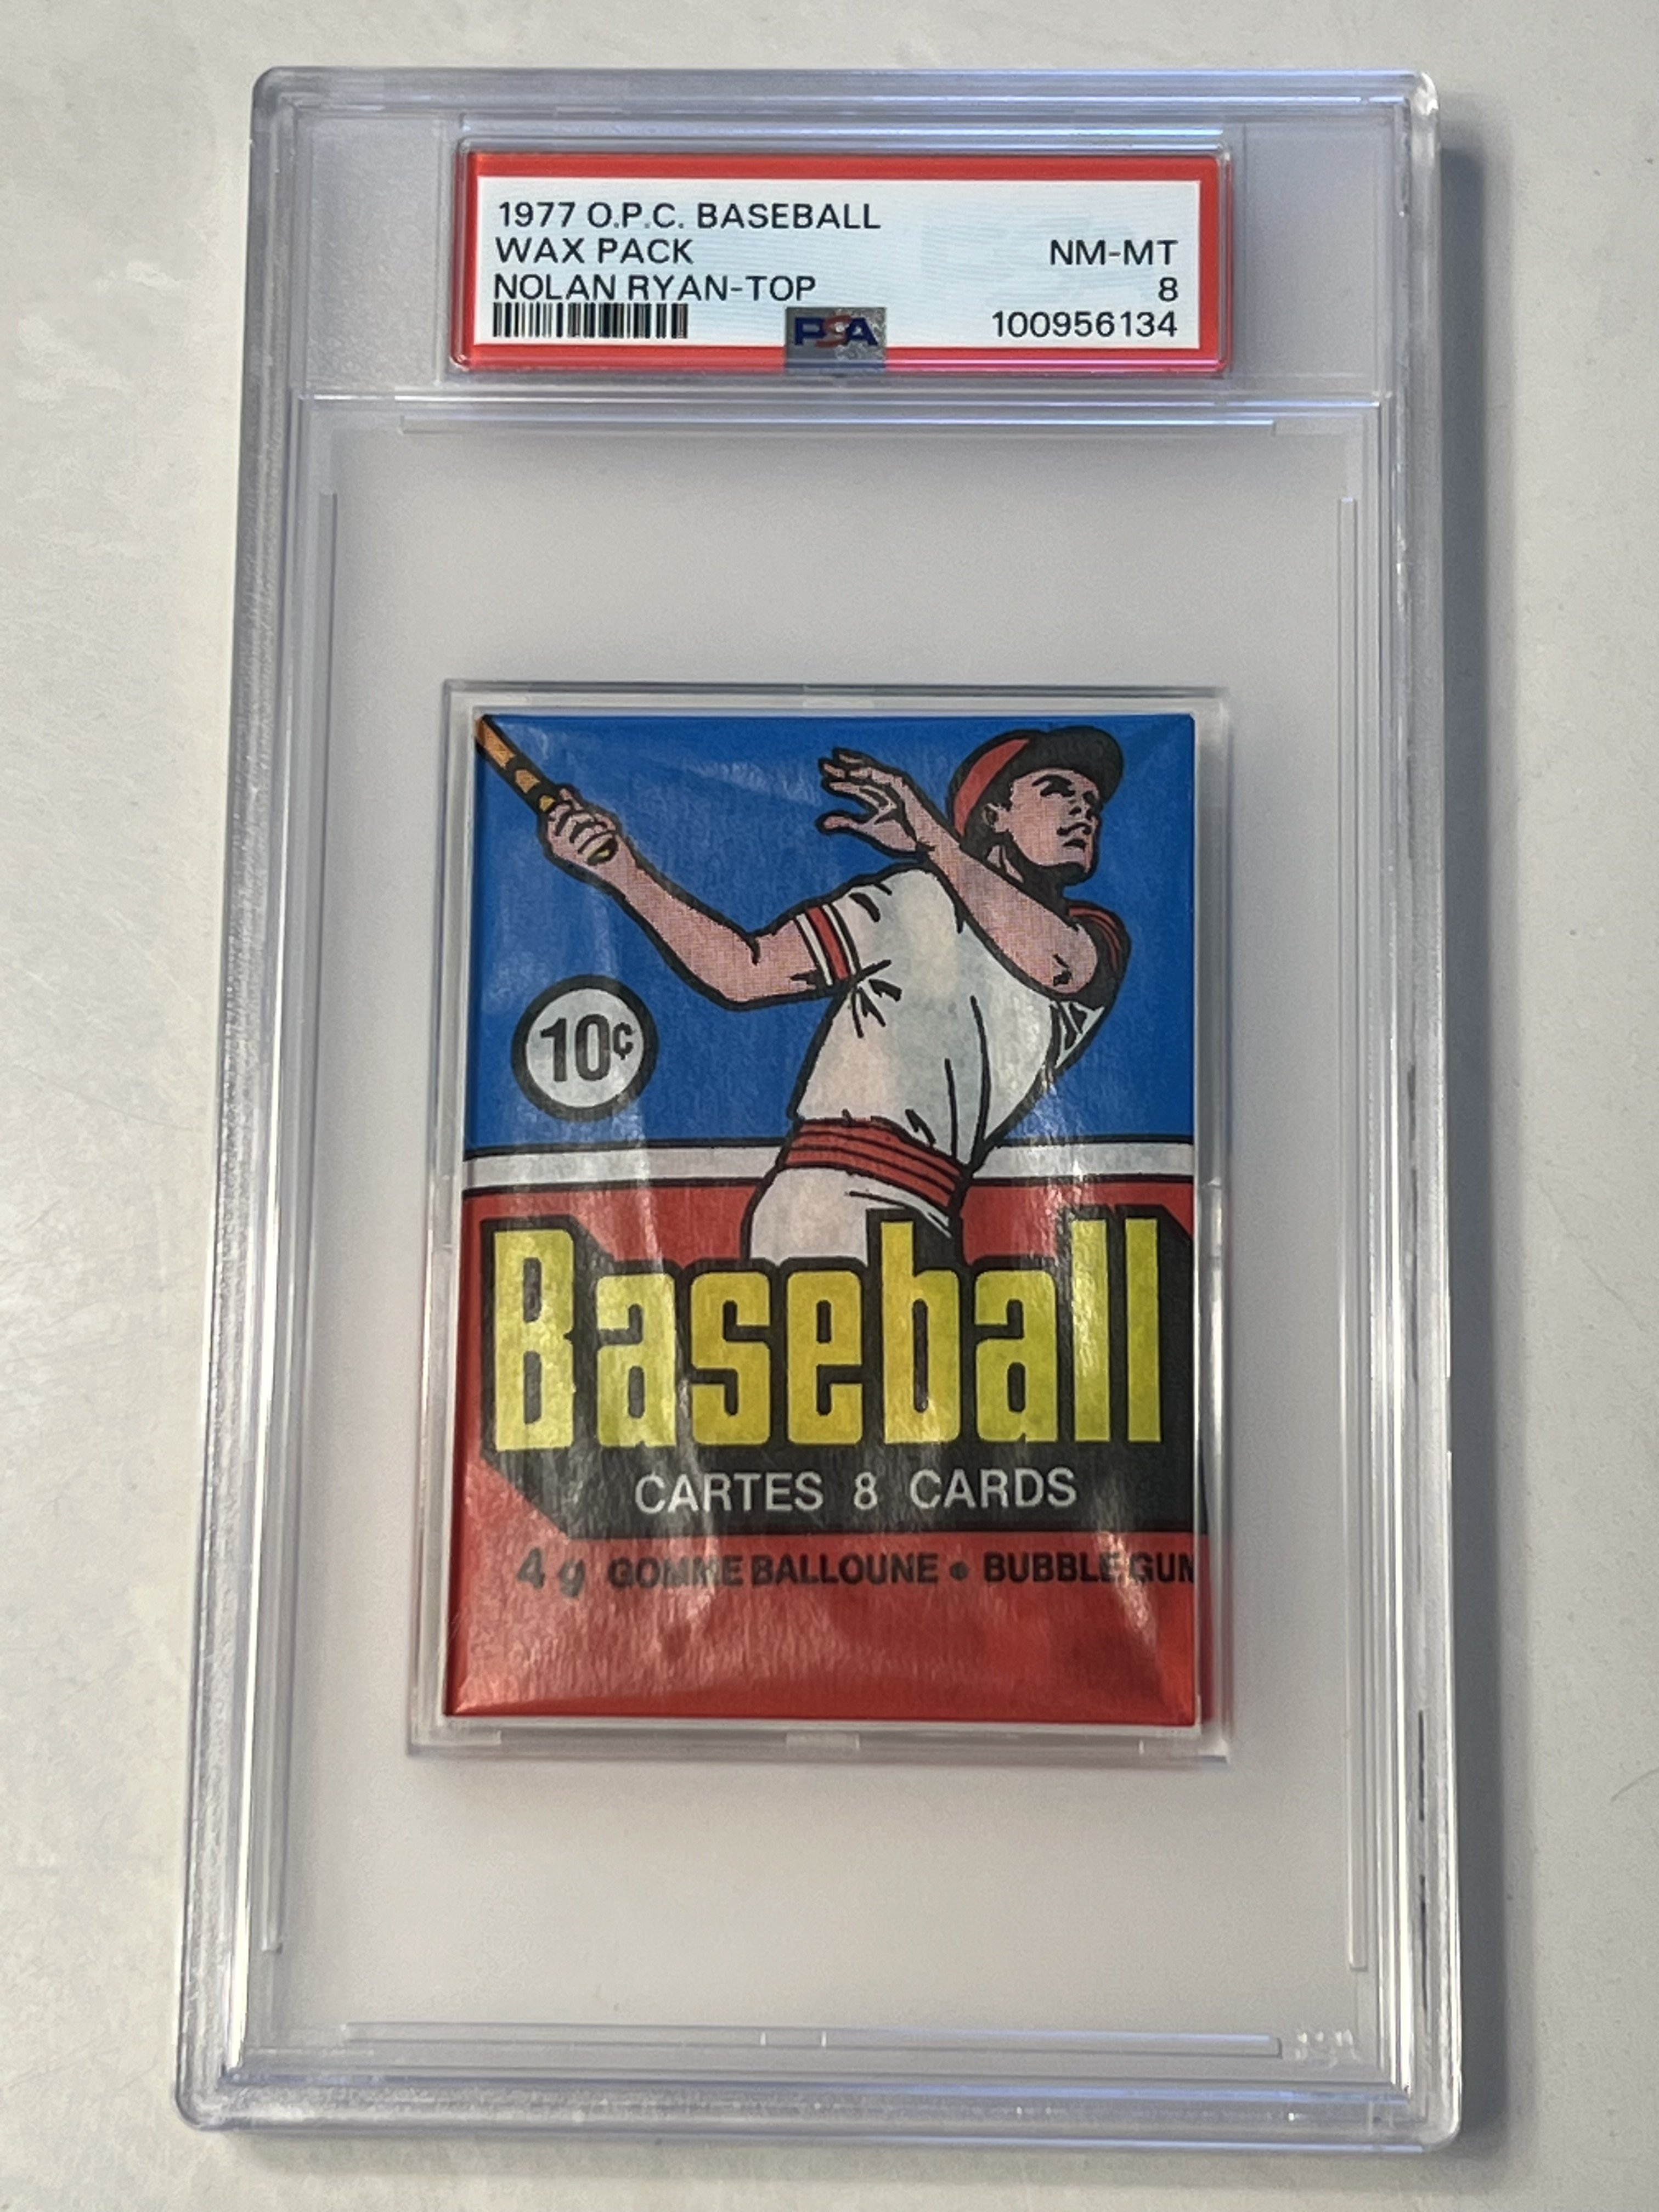 1977 O.P.C. BASEBALL
WAX PACK NM-MT
NOLAN RYAN-TOP 8
PSA 100956134
10¢
Baseball
CARTES 8 CARDS
4 g GOMME BALLOUNE • BUBBLE GUM